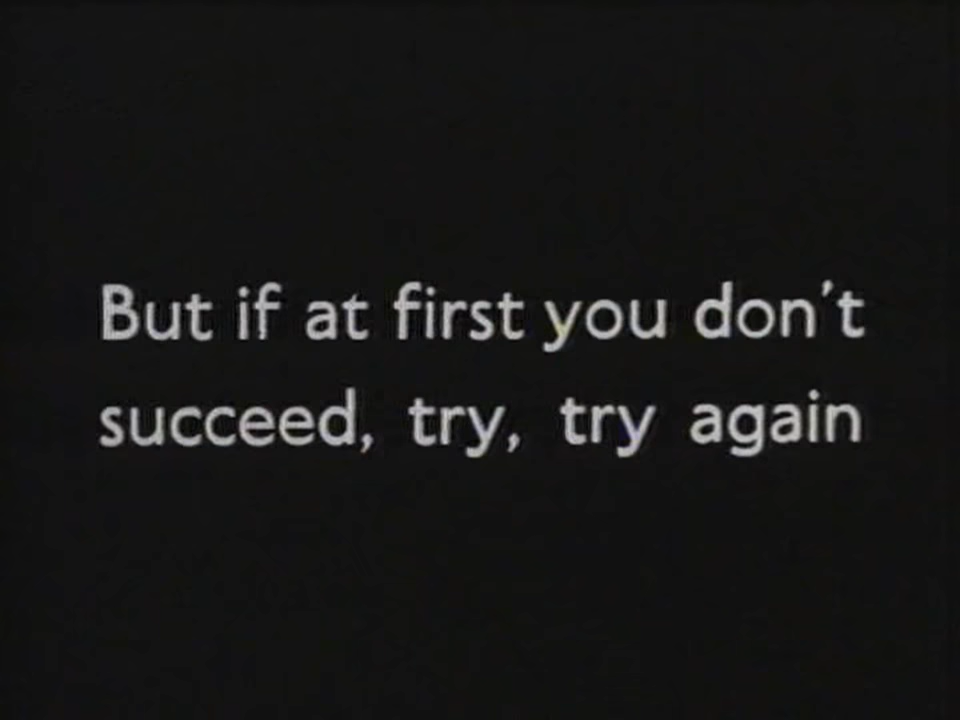 But if at first you don't
succeed, try, try again